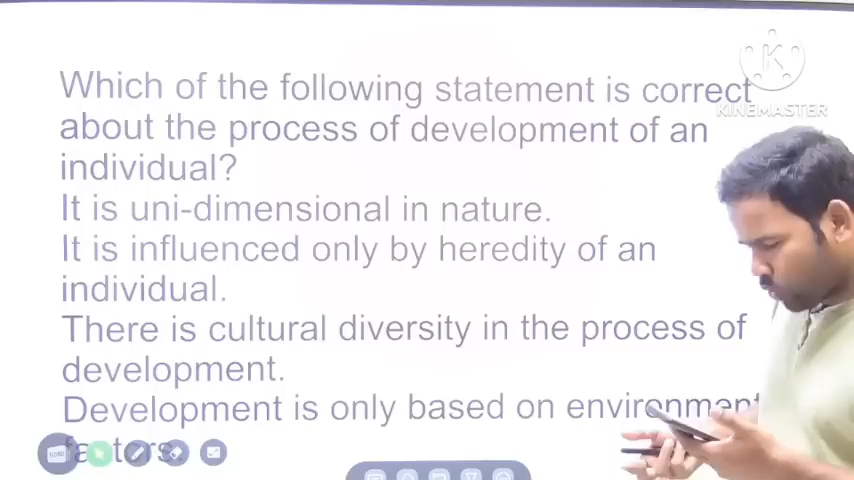 Which of the following statement is correct
about the process of development of an
individual?
It is uni-dimensional in nature.
It is influenced only by heredity of an
individual.
There is cultural diversity in the process of
development.
Development is only based on environment
factors.
KINEMASTER